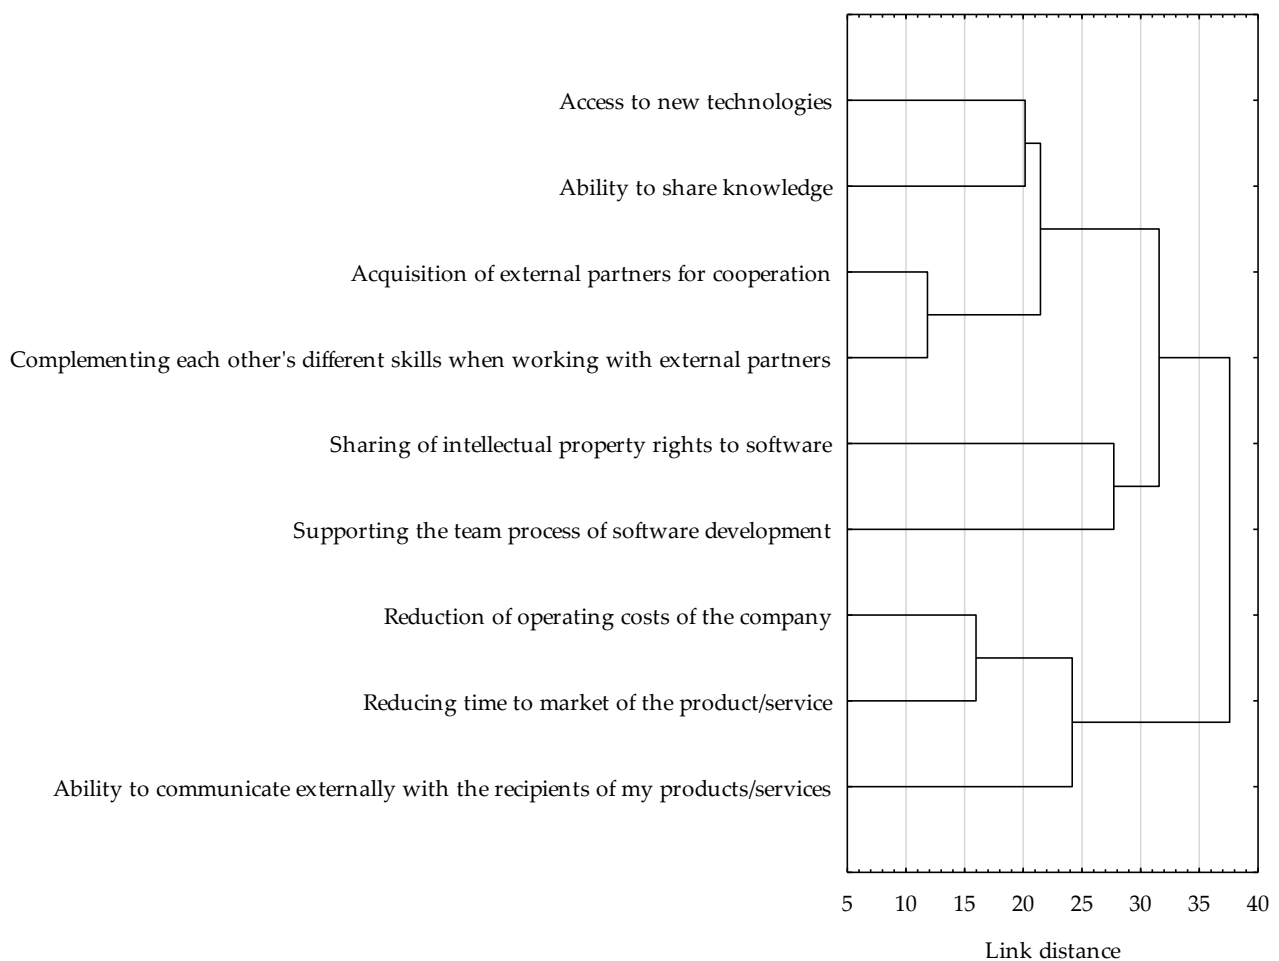 Access to new technologies
Ability to share knowledge
Acquisition of external partners for cooperation
Complementing each other's different skills when working with external partners
Sharing of intellectual property rights to software
Supporting the team process of software development
Reduction of operating costs of the company
Reducing time to market of the product/service
Ability to communicate externally with the recipients of my products/services
5 10 15 20 25 30 35 40
Link distance